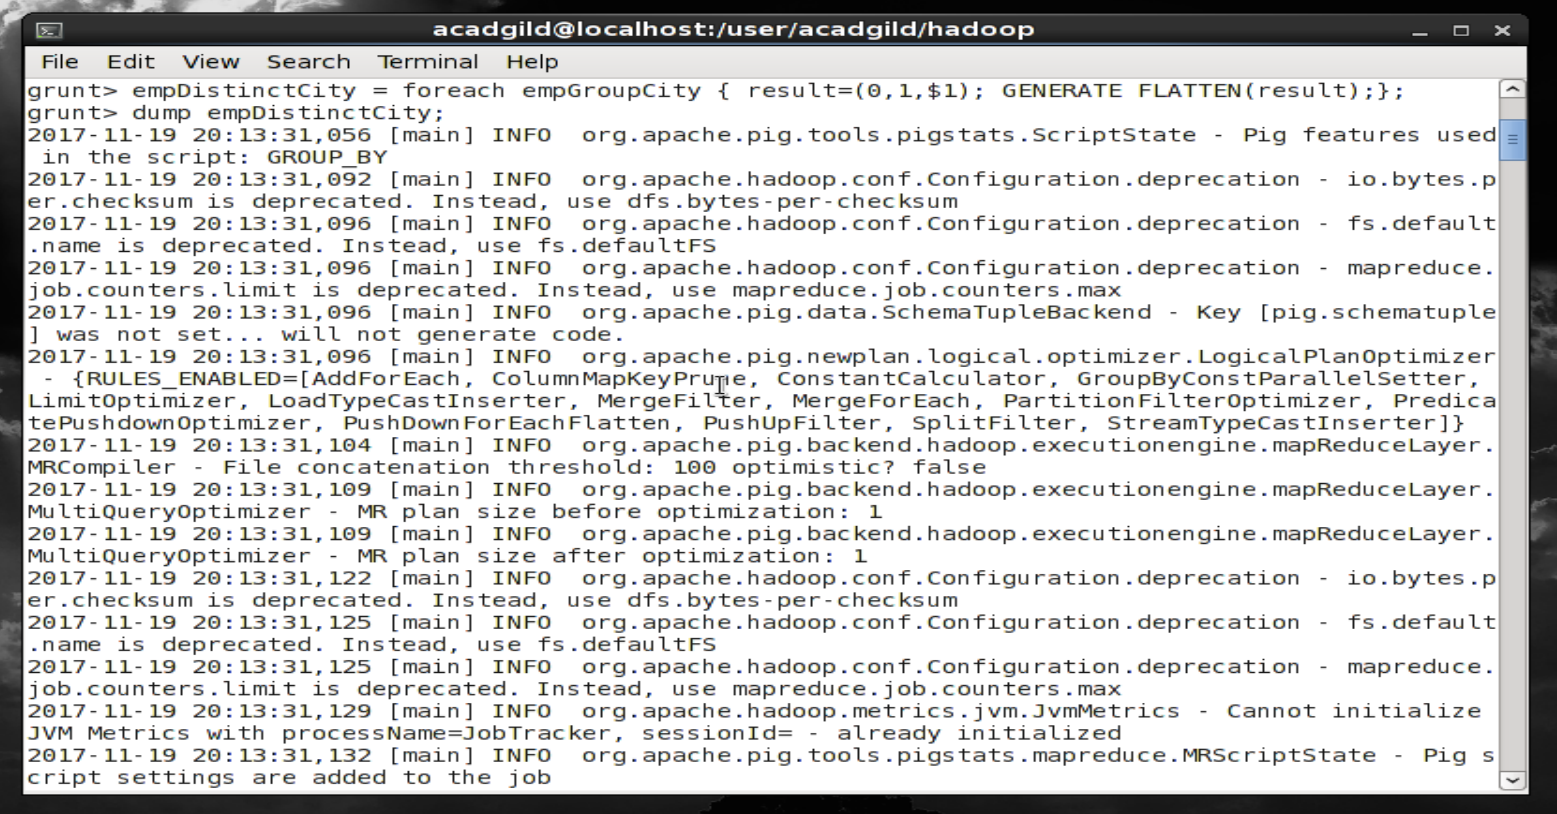 acadgild@localhost:/user/acadgild/hadoop
File Edit View Search Terminal Help
grunt> empDistinctCity = foreach empGroupCity { result=(0,1,$1); GENERATE FLATTEN(result);};
grunt> dump empDistinctCity;
2017-11-19 20:13:31,056 [main] INFO  org.apache.pig.tools.pigstats.ScriptState - Pig features used
 in the script: GROUP_BY
2017-11-19 20:13:31,092 [main] INFO  org.apache.hadoop.conf.Configuration.deprecation - io.bytes.p
er.checksum is deprecated. Instead, use dfs.bytes-per-checksum
2017-11-19 20:13:31,096 [main] INFO  org.apache.hadoop.conf.Configuration.deprecation - fs.default
.name is deprecated. Instead, use fs.defaultFS
2017-11-19 20:13:31,096 [main] INFO  org.apache.hadoop.conf.Configuration.deprecation - mapreduce.
job.counters.limit is deprecated. Instead, use mapreduce.job.counters.max
2017-11-19 20:13:31,096 [main] INFO  org.apache.pig.data.SchemaTupleBackend - Key [pig.schematuple
] was not set... will not generate code.
2017-11-19 20:13:31,096 [main] INFO  org.apache.pig.newplan.logical.optimizer.LogicalPlanOptimizer
 - {RULES_ENABLED=[AddForEach, ColumnMapKeyPrune, ConstantCalculator, GroupByConstParallelSetter,
LimitOptimizer, LoadTypeCastInserter, MergeFilter, MergeForEach, PartitionFilterOptimizer, Predica
tePushdownOptimizer, PushDownForEachFlatten, PushUpFilter, SplitFilter, StreamTypeCastInserter]}
2017-11-19 20:13:31,104 [main] INFO  org.apache.pig.backend.hadoop.executionengine.mapReduceLayer.
MRCompiler - File concatenation threshold: 100 optimistic? false
2017-11-19 20:13:31,109 [main] INFO  org.apache.pig.backend.hadoop.executionengine.mapReduceLayer.
MultiQueryOptimizer - MR plan size before optimization: 1
2017-11-19 20:13:31,109 [main] INFO  org.apache.pig.backend.hadoop.executionengine.mapReduceLayer.
MultiQueryOptimizer - MR plan size after optimization: 1
2017-11-19 20:13:31,122 [main] INFO  org.apache.hadoop.conf.Configuration.deprecation - io.bytes.p
er.checksum is deprecated. Instead, use dfs.bytes-per-checksum
2017-11-19 20:13:31,125 [main] INFO  org.apache.hadoop.conf.Configuration.deprecation - fs.default
.name is deprecated. Instead, use fs.defaultFS
2017-11-19 20:13:31,125 [main] INFO  org.apache.hadoop.conf.Configuration.deprecation - mapreduce.
job.counters.limit is deprecated. Instead, use mapreduce.job.counters.max
2017-11-19 20:13:31,129 [main] INFO  org.apache.hadoop.metrics.jvm.JvmMetrics - Cannot initialize
JVM Metrics with processName=JobTracker, sessionId= - already initialized
2017-11-19 20:13:31,132 [main] INFO  org.apache.pig.tools.pigstats.mapreduce.MRScriptState - Pig s
cript settings are added to the job